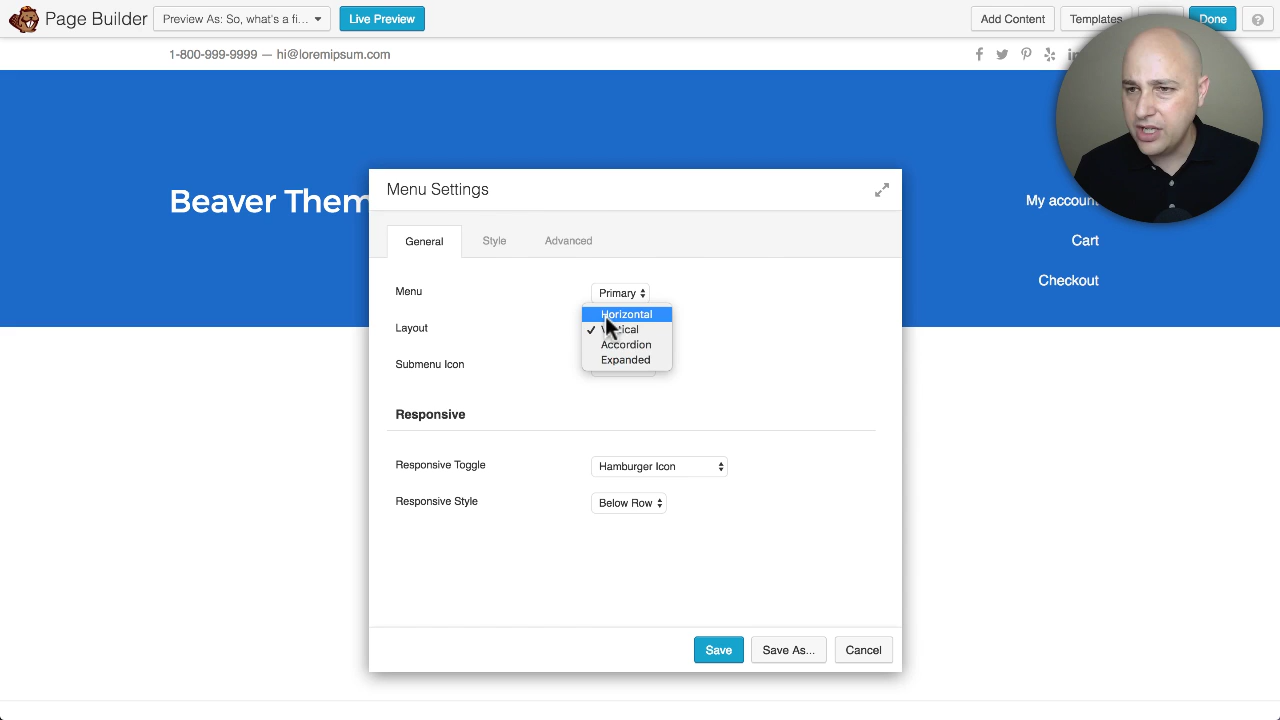 Page Builder
Preview As: So, what's a fi...
Live Preview
Add Content
Templates
Done
1-800-999-9999 — hi@loremipsum.com
Beaver Them
My account
Cart
Checkout
Menu Settings
General
Style
Advanced
Menu
Primary
Layout
Horizontal
Accordion
Expanded
Submenu Icon
Responsive
Responsive Toggle
Hamburger Icon
Responsive Style
Below Row
Save
Save As...
Cancel